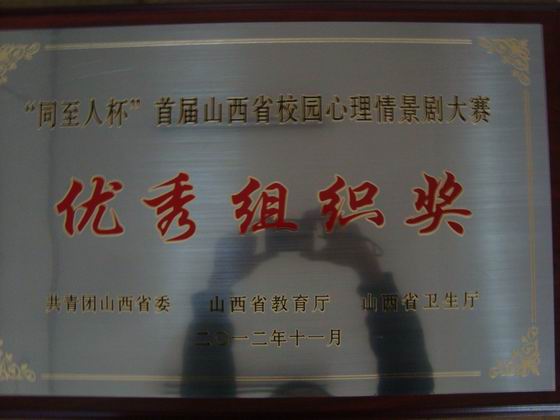 “同至人杯”首届山西省校园心理情景剧大赛
优秀组织奖
共青团山西省委 山西省教育厅 山西省卫生厅
二〇一二年十一月